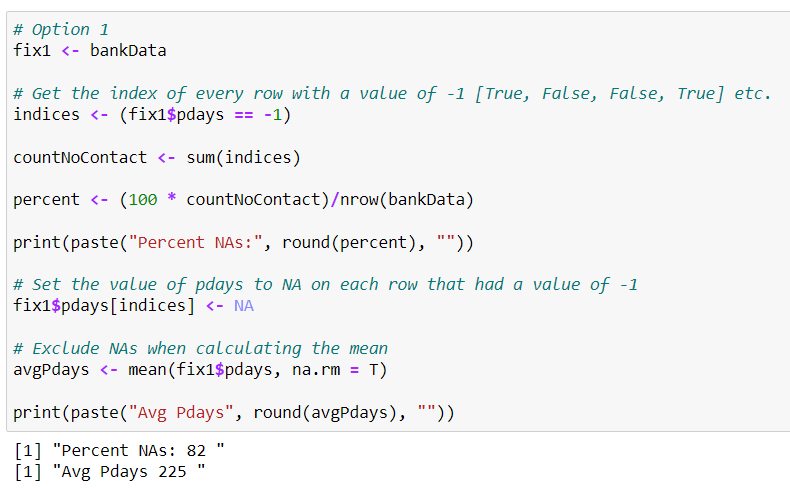 # Option 1
fix1 <- bankData
# Get the index of every row with a value of -1 [True, False, False, True] etc.
indices <- (fix1$pdays == -1)
countNoContact <- sum(indices)
percent <- (100 * countNoContact)/nrow(bankData)
print(paste("Percent NAs:", round(percent), ""))
# Set the value of pdays to NA on each row that had a value of -1
fix1$pdays[indices] <- NA
# Exclude NAs when calculating the mean
avgPdays <- mean(fix1$pdays, na.rm = T)
print(paste("Avg Pdays", round(avgPdays), ""))
[1] "Percent NAs: 82 "
[1] "Avg Pdays 225 "